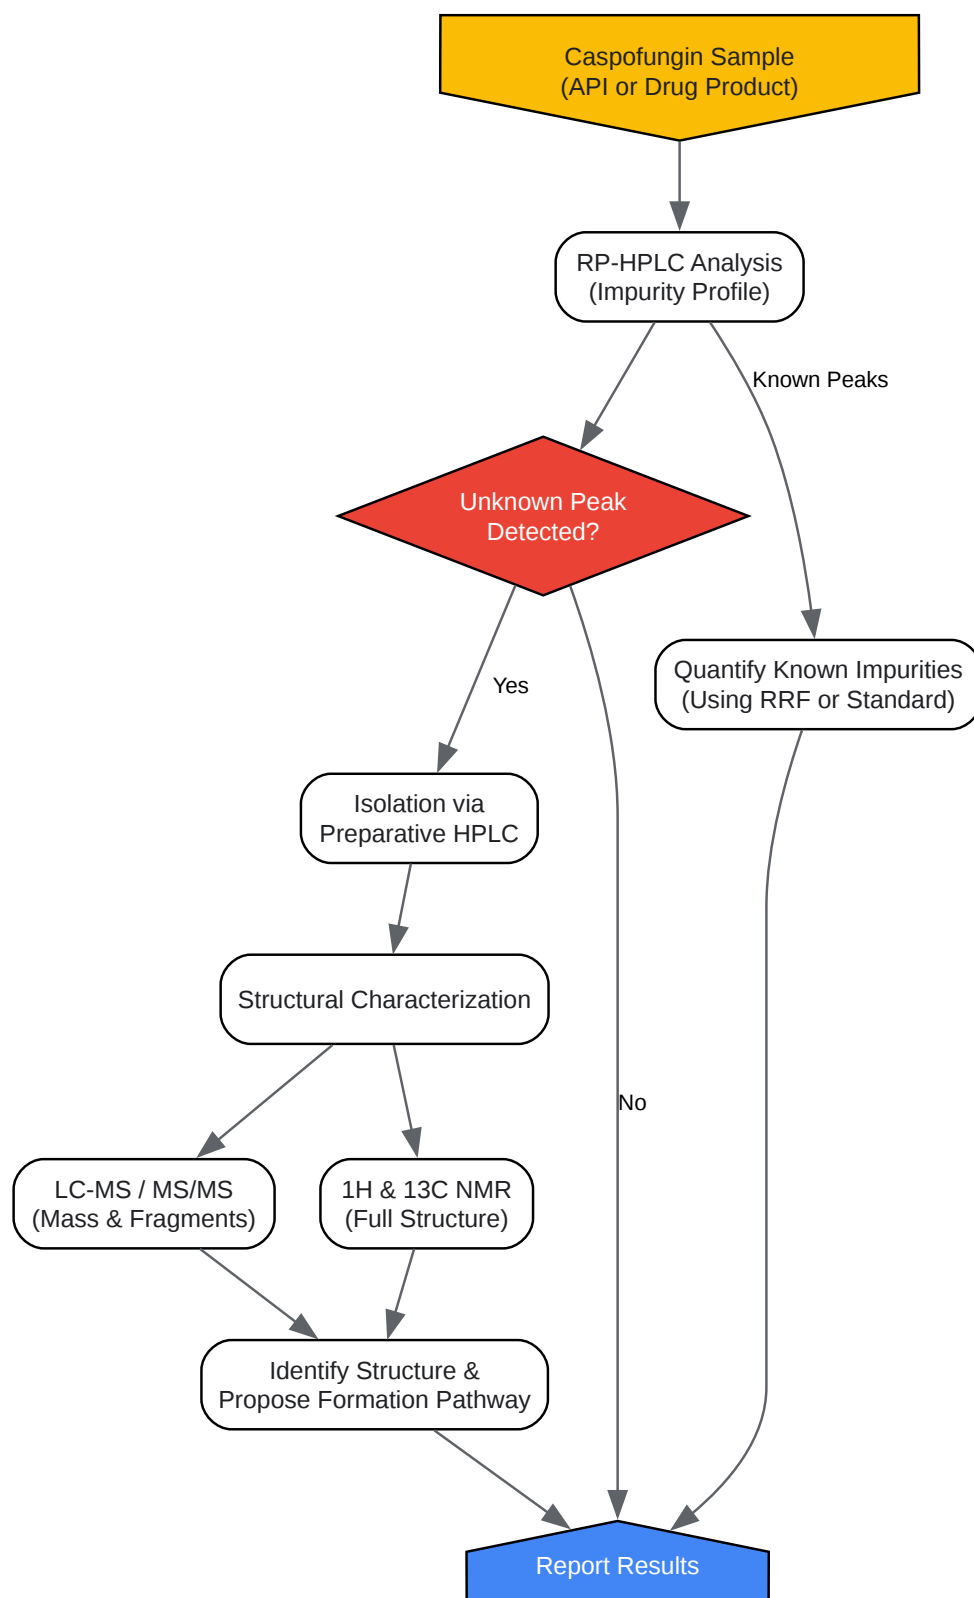 Caspofungin Sample
(API or Drug Product)
RP-HPLC Analysis
(Impurity Profile)
Known Peaks
Unknown Peak
Detected?
Quantify Known Impurities
(Using RRF or Standard)
Yes
Isolation via
Preparative HPLC
Structural Characterization
No
LC-MS / MS/MS
(Mass & Fragments)
1H & 13C NMR
(Full Structure)
Identify Structure &
Propose Formation Pathway
Report Results